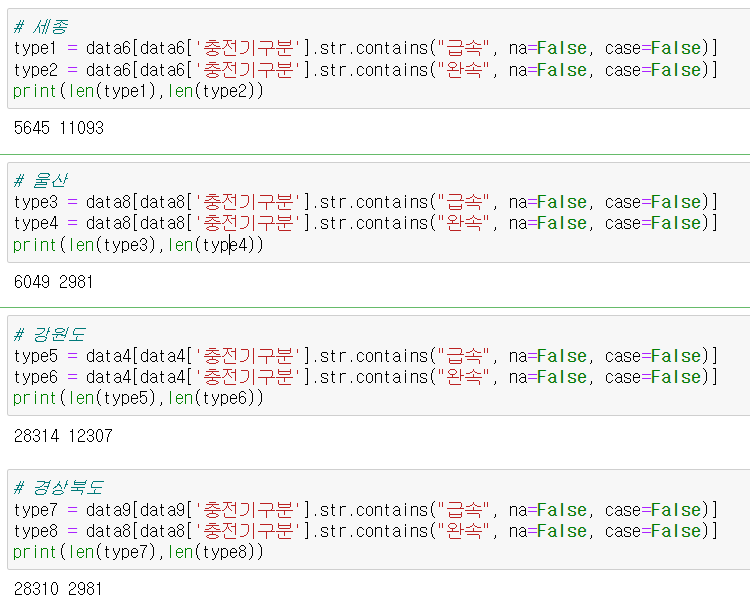 # 세종
type1 = data6[data6['충전기구분'].str.contains("급속", na=False, case=False)]
type2 = data6[data6['충전기구분'].str.contains("완속", na=False, case=False)]
print(len(type1),len(type2))
5645 11093
# 울산
type3 = data8[data8['충전기구분'].str.contains("급속", na=False, case=False)]
type4 = data8[data8['충전기구분'].str.contains("완속", na=False, case=False)]
print(len(type3),len(type4))
6049 2981
# 강원도
type5 = data4[data4['충전기구분'].str.contains("급속", na=False, case=False)]
type6 = data4[data4['충전기구분'].str.contains("완속", na=False, case=False)]
print(len(type5),len(type6))
28314 12307
# 경상북도
type7 = data9[data9['충전기구분'].str.contains("급속", na=False, case=False)]
type8 = data8[data8['충전기구분'].str.contains("완속", na=False, case=False)]
print(len(type7),len(type8))
28310 2981